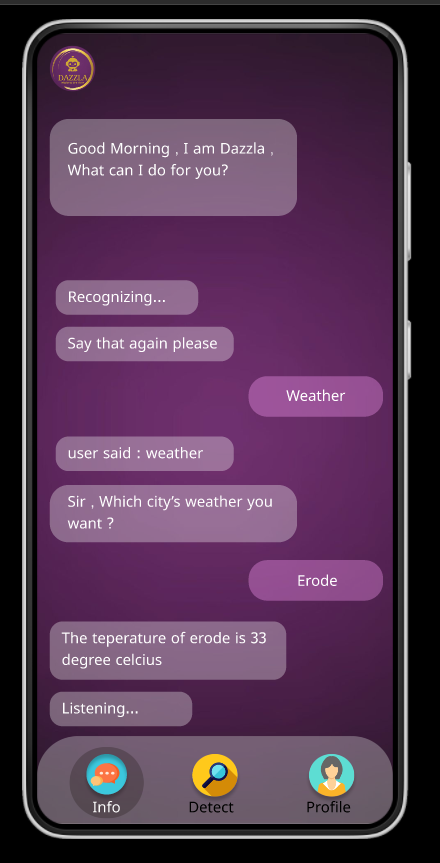 DAZZLA
Good Morning , I am Dazzla ,
What can I do for you?
Recognizing...
Say that again please
Weather
user said : weather
Sir , Which city's weather you
want ?
Erode
The teperature of erode is 33
degree celcius
Listening...
Info
Detect
Profile